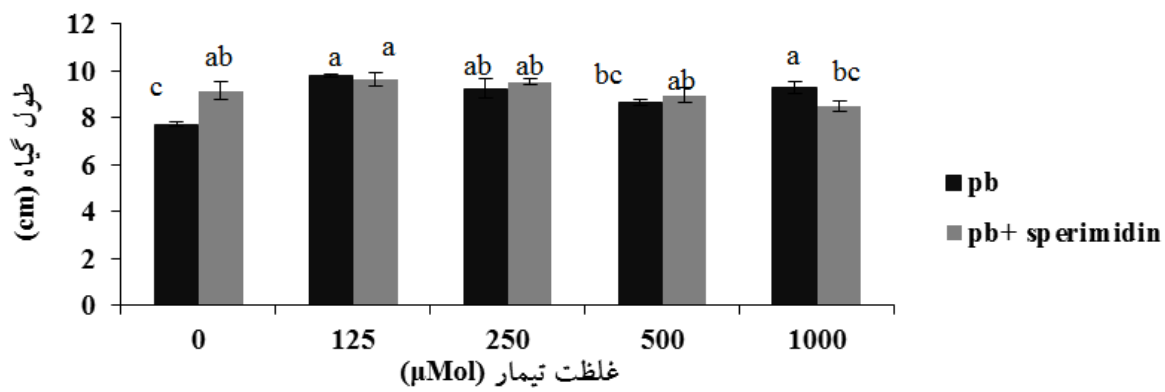 12
10
8
6
4
2
0
طول گیاه (cm)
c ab a a ab ab bc ab a bc
0 125 250 500 1000
غلظت تیمار (µMol)
pb
pb+ sperimidin